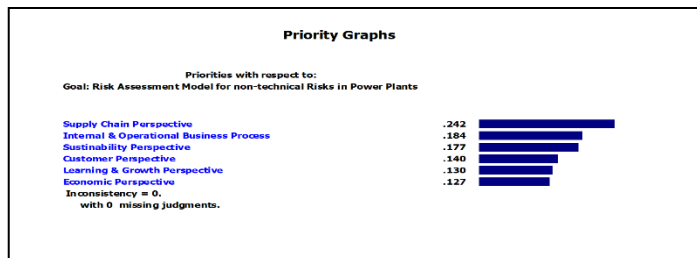 Priority Graphs
Priorities with respect to:
Goal: Risk Assessment Model for non-technical Risks in Power Plants
Supply Chain Perspective .242
Internal & Operational Business Process .184
Sustinability Perspective .177
Customer Perspective .140
Learning & Growth Perspective .130
Economic Perspective .127
Inconsistency = 0.
with 0 missing judgments.